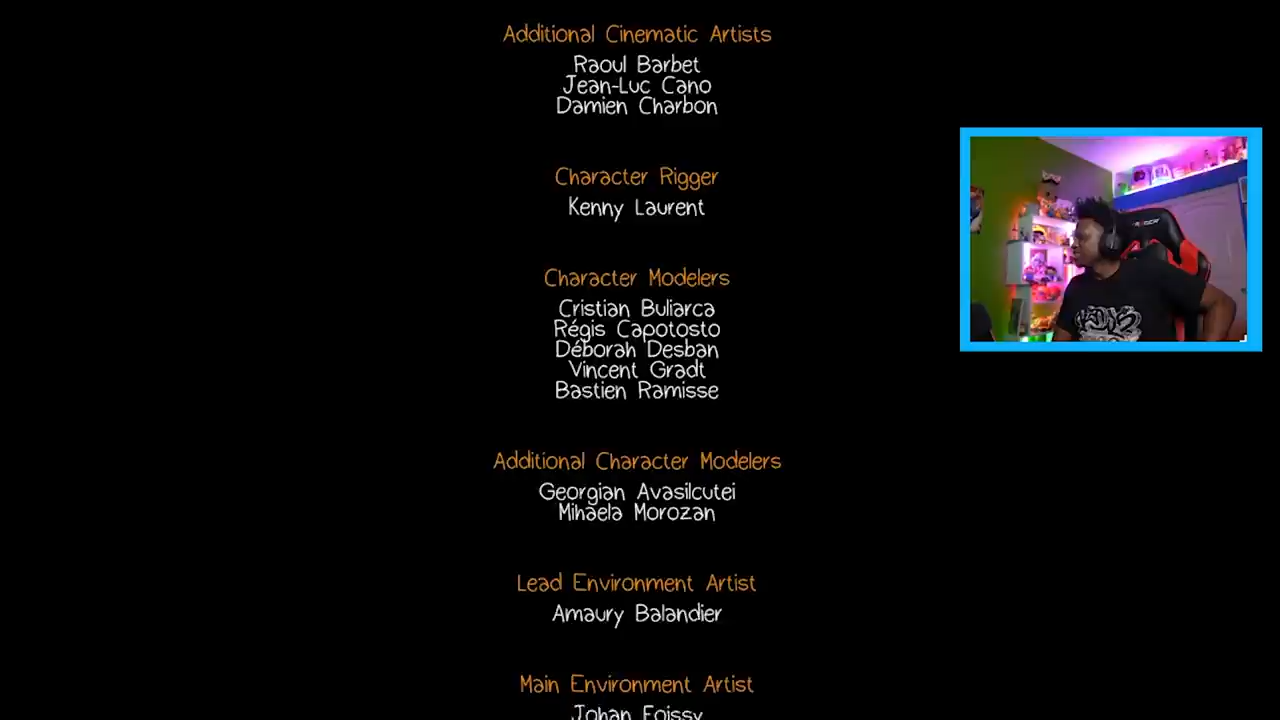 Additional Cinematic Artists
Raoul Barbet
Jean-Luc Cano
Damien Charbon
Character Rigger
Kenny Laurent
Character Modelers
Cristian Buliarca
Régis Capotosto
Déborah Desban
Vincent Gradt
Bastien Ramisse
Additional Character Modelers
Georgian Avasilcutei
Mihaela Morozan
Lead Environment Artist
Amaury Balandier
Main Environment Artist
Johan Foissy